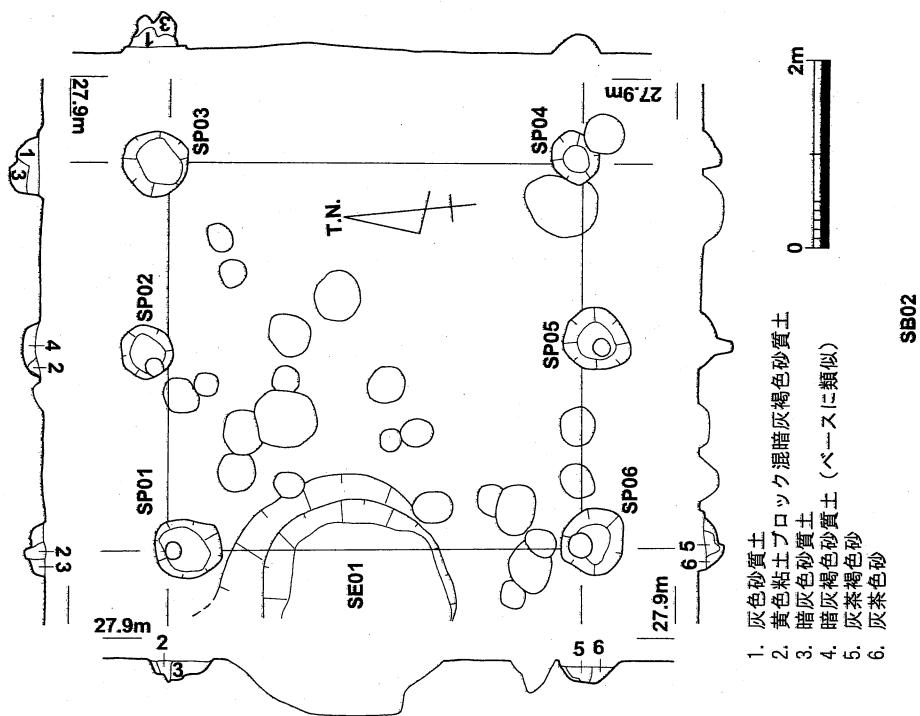 3
1
27.9m
27.9m
2m
0
1
3
SP03
SP04
T.N.
SP02
SP05
4
2
SP01
SP06
SE01
2
3
5
6
27.9m
27.9m
2
3
5
6
1. 灰色砂質土
2. 黄色粘土ブロック混暗灰褐色砂質土
3. 暗灰色砂質土
4. 暗灰褐色砂質土(ベースに類似)
5. 灰茶褐色砂
6. 灰茶色砂
SB02